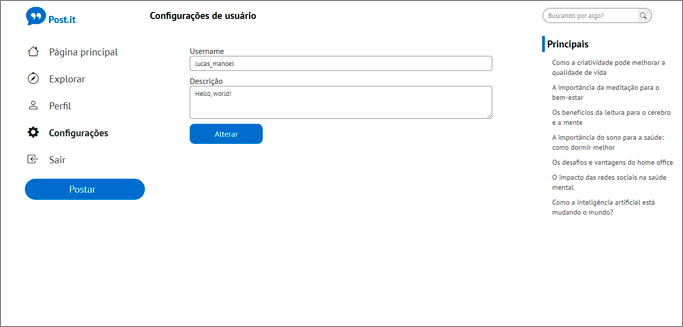 Post.it
Página principal
Explorar
Perfil
Configurações
Sair
Postar
Configurações de usuário
Username
lucas_manoel
Descrição
Hello, world!
Alterar
Buscando por algo?
Principais
Como a criatividade pode melhorar a
qualidade de vida
A importância da meditação para o
bem-estar
Os benefícios da leitura para o cérebro
e a mente
A importância do sono para a saúde:
como dormir melhor
Os desafios e vantagens do home office
O impacto das redes sociais na saúde
mental
Como a inteligência artificial está
mudando o mundo?